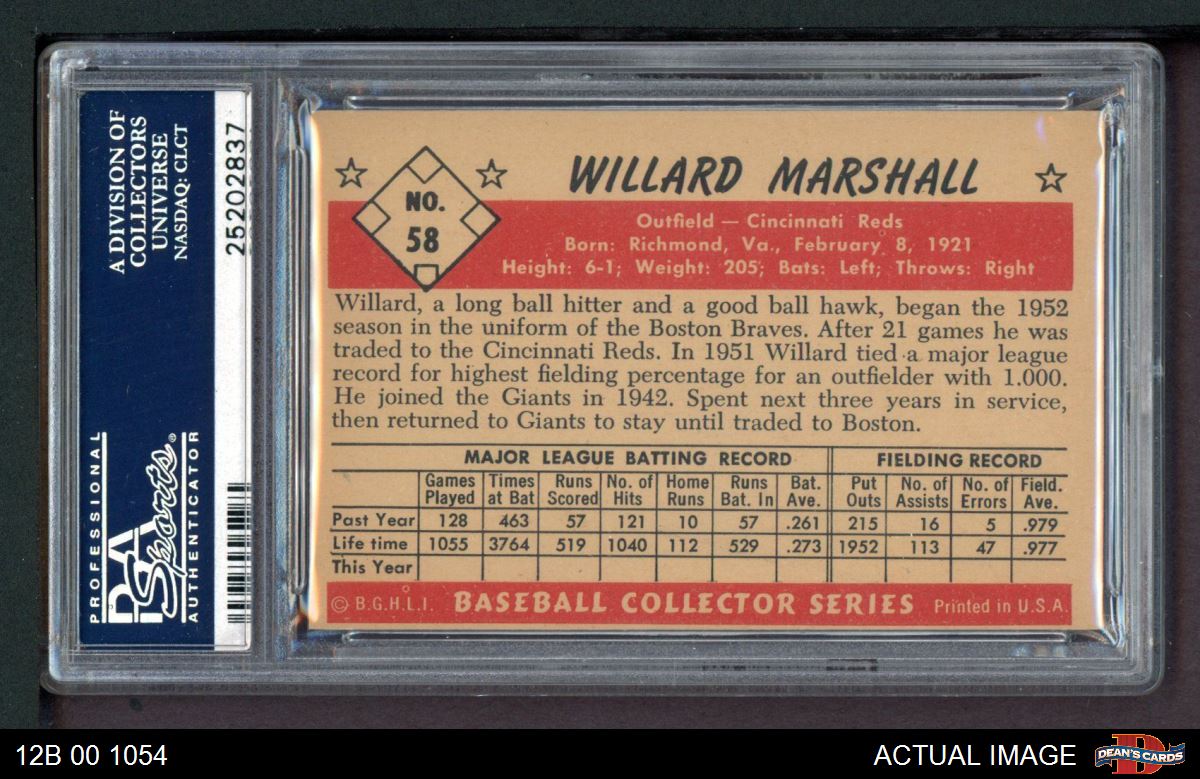 A DIVISION OF
COLLECTORS
UNIVERSE
NASDAQ: CLCT
25202837
PROFESSIONAL
PSA
Sports®
AUTHENTICATOR
NO.
58
WILLARD MARSHALL
Outfield — Cincinnati Reds
Born: Richmond, Va., February 8, 1921
Height: 6-1; Weight: 205; Bats: Left; Throws: Right
Willard, a long ball hitter and a good ball hawk, began the 1952
season in the uniform of the Boston Braves. After 21 games he was
traded to the Cincinnati Reds. In 1951 Willard tied a major league
record for highest fielding percentage for an outfielder with 1.000.
He joined the Giants in 1942. Spent next three years in service,
then returned to Giants to stay until traded to Boston.
MAJOR LEAGUE BATTING RECORD FIELDING RECORD
Games Times Runs No. of Home Runs Bat. Put No. of No. of Field.
Played at Bat Scored Hits Runs Bat. In Ave. Outs Assists Errors Ave.
Past Year 128 463 57 121 10 57 .261 215 16 5 .979
Life time 1055 3764 519 1040 112 529 .273 1952 113 47 .977
This Year
© B.G.H.L.I. BASEBALL COLLECTOR SERIES Printed in U.S.A.
12B 00 1054
ACTUAL IMAGE
DEAN'S CARDS